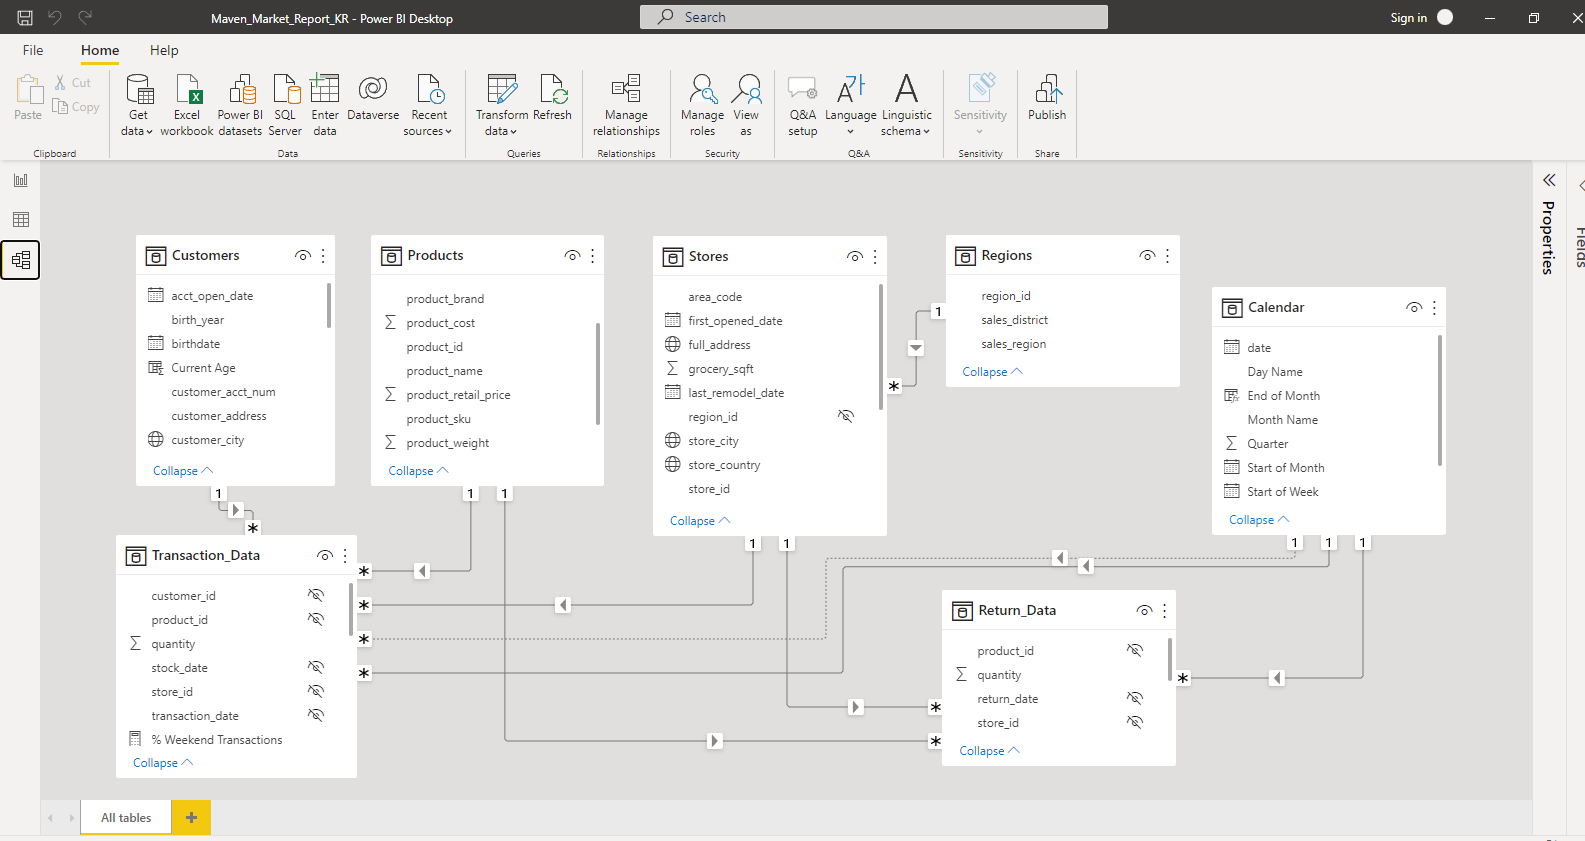 Maven_Market_Report_KR - Power BI Desktop
Search
Sign in
File
Home
Help
Paste
Cut
Copy
Clipboard
Get data
Excel workbook
Power BI datasets
SQL Server
Enter data
Dataverse
Recent sources
Data
Transform data
Refresh
Queries
Manage relationships
Relationships
Manage roles
View as
Security
Q&A setup
Language
Linguistic schema
Q&A
Sensitivity
Sensitivity
Publish
Share
Properties
Fields
Customers
acct_open_date
birth_year
birthdate
Current Age
customer_acct_num
customer_address
customer_city
Collapse
1
*
Products
product_brand
product_cost
product_id
product_name
product_retail_price
product_sku
product_weight
Collapse
1
1
Stores
area_code
first_opened_date
full_address
grocery_sqft
last_remodel_date
region_id
store_city
store_country
store_id
Collapse
1
1
*
Regions
region_id
sales_district
sales_region
Collapse
1
Calendar
date
Day Name
End of Month
Month Name
Quarter
Start of Month
Start of Week
Collapse
1
1
1
Transaction_Data
customer_id
product_id
quantity
stock_date
store_id
transaction_date
% Weekend Transactions
Collapse
*
*
*
*
Return_Data
product_id
quantity
return_date
store_id
Collapse
*
*
*
All tables
+